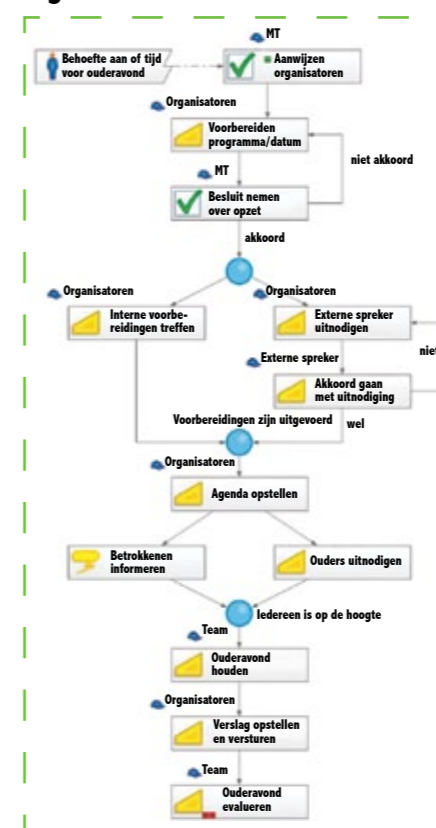 MT
Behoefte aan of tijd
voor ouderavond
Aanwijzen
organisatoren
Organisatoren
Voorbereiden
programma/datum
niet akkoord
MT
Besluit nemen
over opzet
akkoord
Organisatoren
Organisatoren
Interne voorbe-
reidingen treffen
Externe spreker
uitnodigen
niet
Externe spreker
Akkoord gaan
met uitnodiging
Voorbereidingen zijn uitgevoerd
wel
Organisatoren
Agenda opstellen
Betrokkenen
informeren
Ouders uitnodigen
Iedereen is op de hoogte
Team
Ouderavond
houden
Organisatoren
Verslag opstellen
en versturen
Team
Ouderavond
evalueren